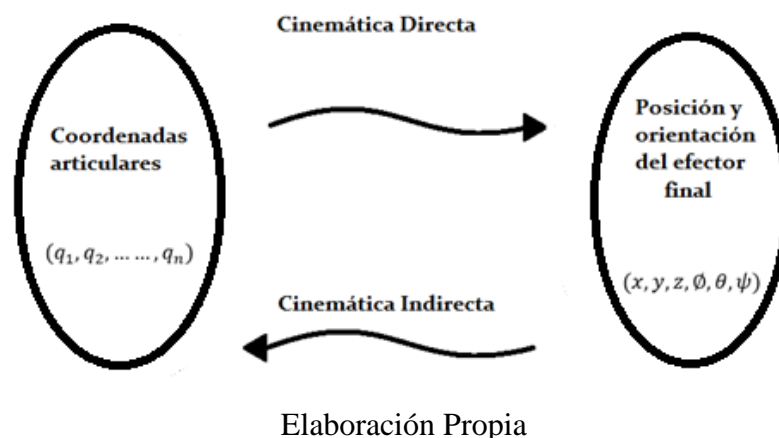 Cinemática Directa
Coordenadas
articulares
(q₁, q₂, … …, qₙ)
Posición y
orientación
del efector
final
(x, y, z, ∅, θ, ψ)
Cinemática Indirecta
Elaboración Propia